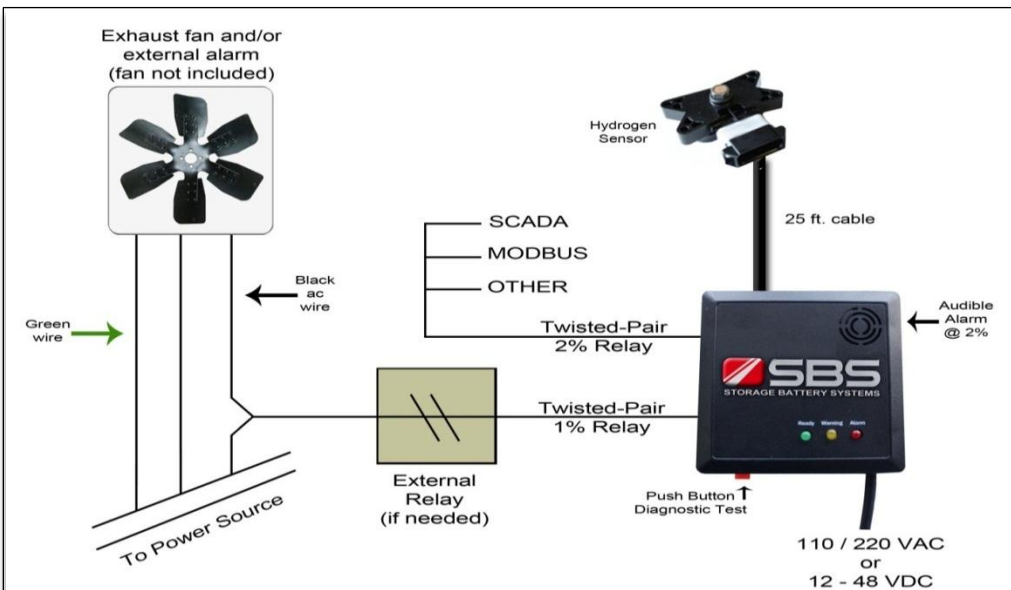 Exhaust fan and/or
external alarm
(fan not included)
Hydrogen
Sensor
SCADA
MODBUS
OTHER
25 ft. cable
Black
ac
wire
Green
wire
Twisted-Pair
2% Relay
Audible
Alarm
@ 2%
SBS
STORAGE BATTERY SYSTEMS
Ready Warning Alarm
Twisted-Pair
1% Relay
External
Relay
(if needed)
Push Button
Diagnostic Test
To Power Source
110 / 220 VAC
or
12 - 48 VDC